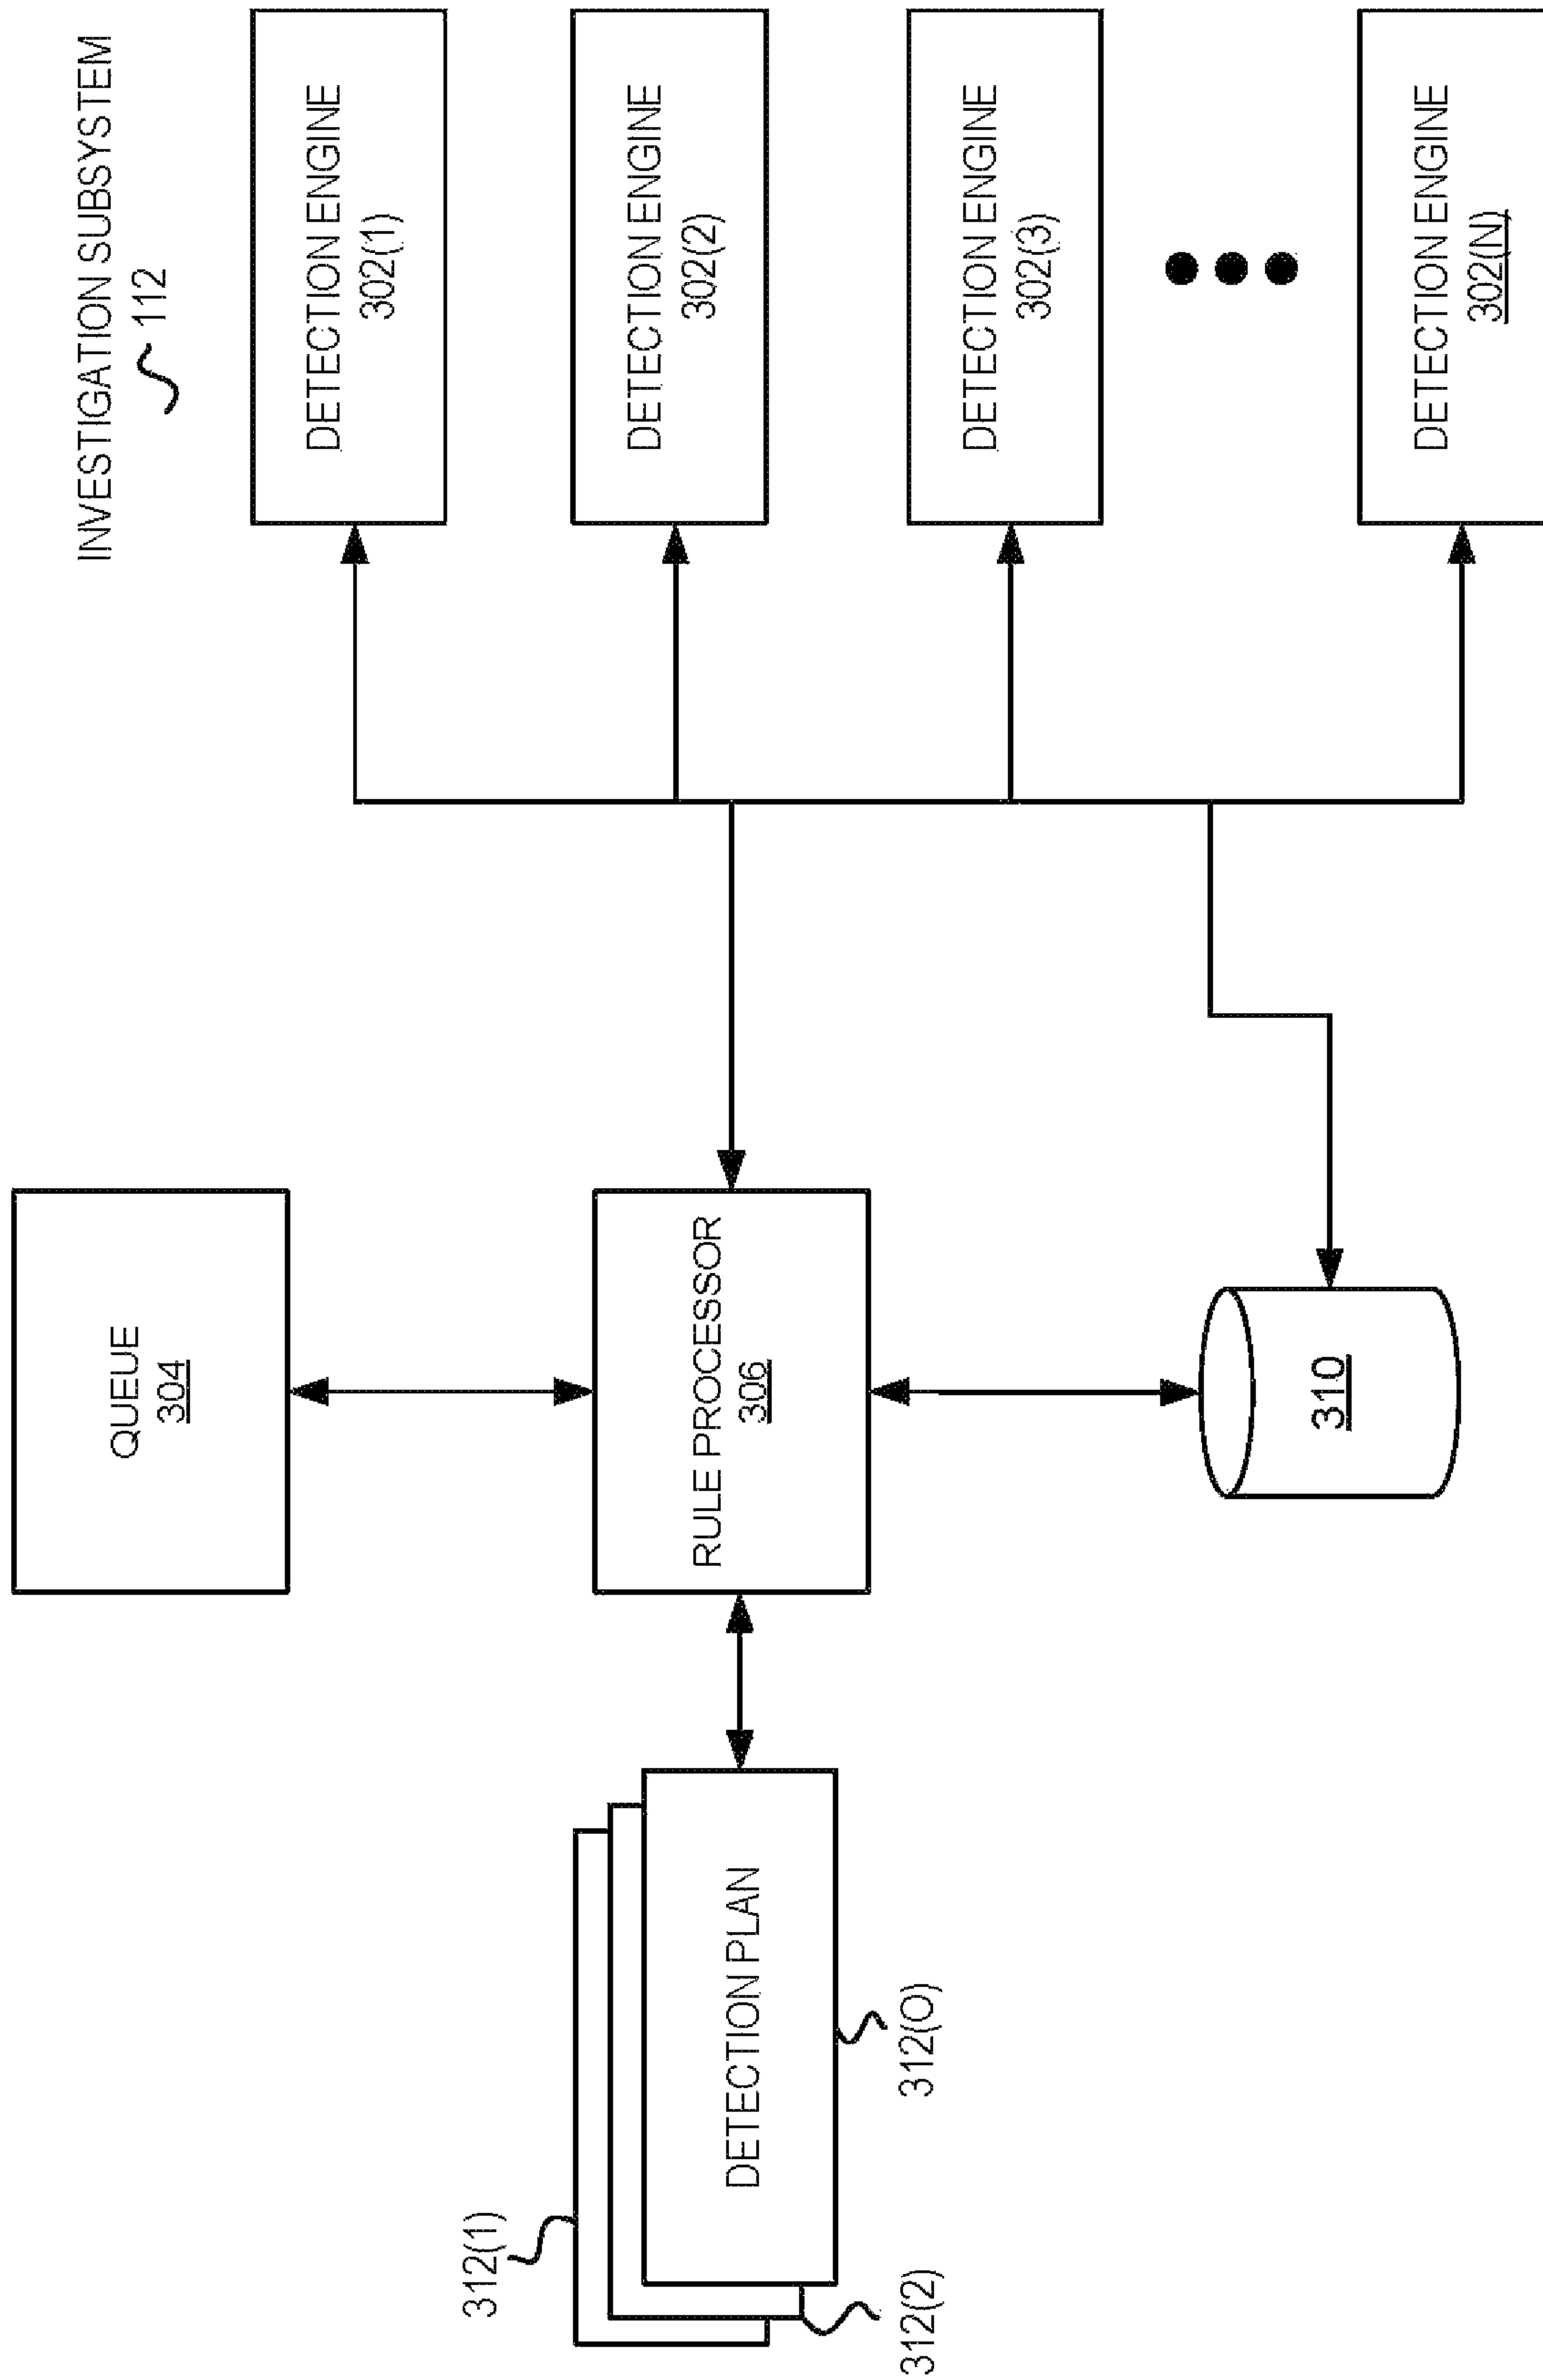 INVESTIGATION SUBSYSTEM
112
QUEUE
304
DETECTION ENGINE
302(1)
DETECTION ENGINE
302(2)
312(1)
DETECTION PLAN
312(2)
312(O)
RULE PROCESSOR
306
DETECTION ENGINE
302(3)
310
DETECTION ENGINE
302(N)